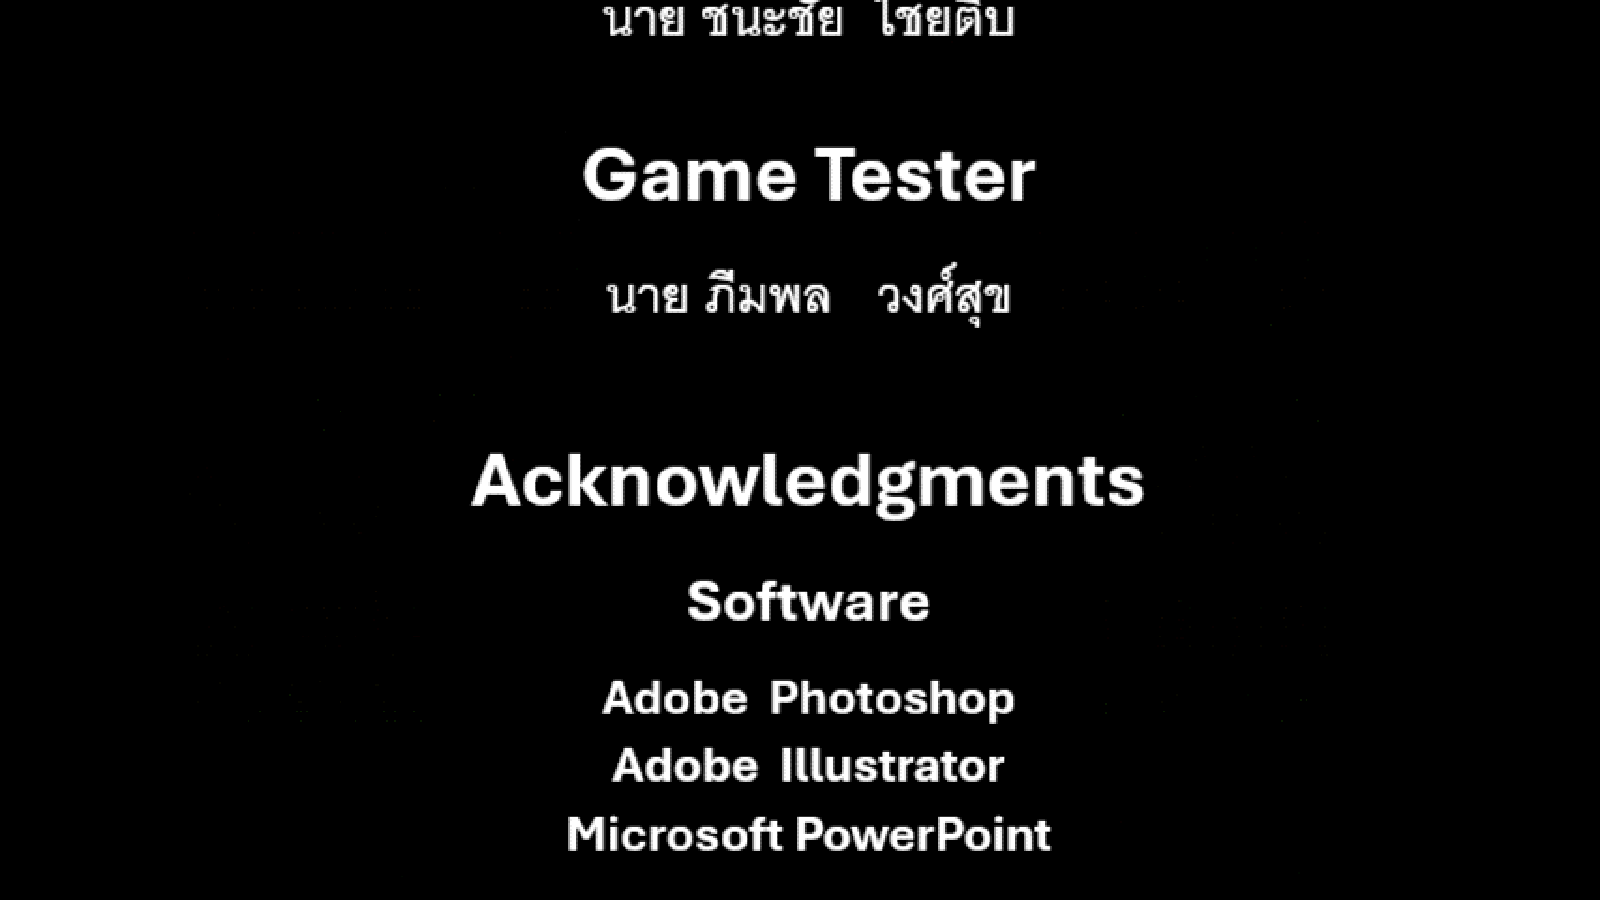 นาย ชนะชัย ไชยติบ
Game Tester
นาย ภีมพล วงศ์สุข
Acknowledgments
Software
Adobe Photoshop
Adobe Illustrator
Microsoft PowerPoint